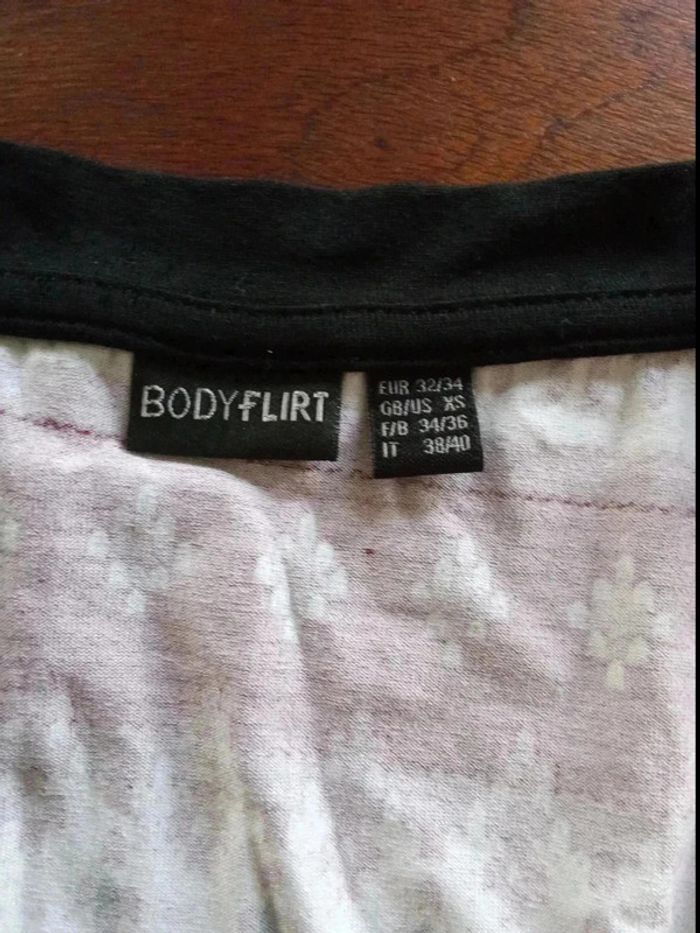 BODYFLIRT
EUR 32/34
GB/US XS
F/B 34/36
IT 38/40